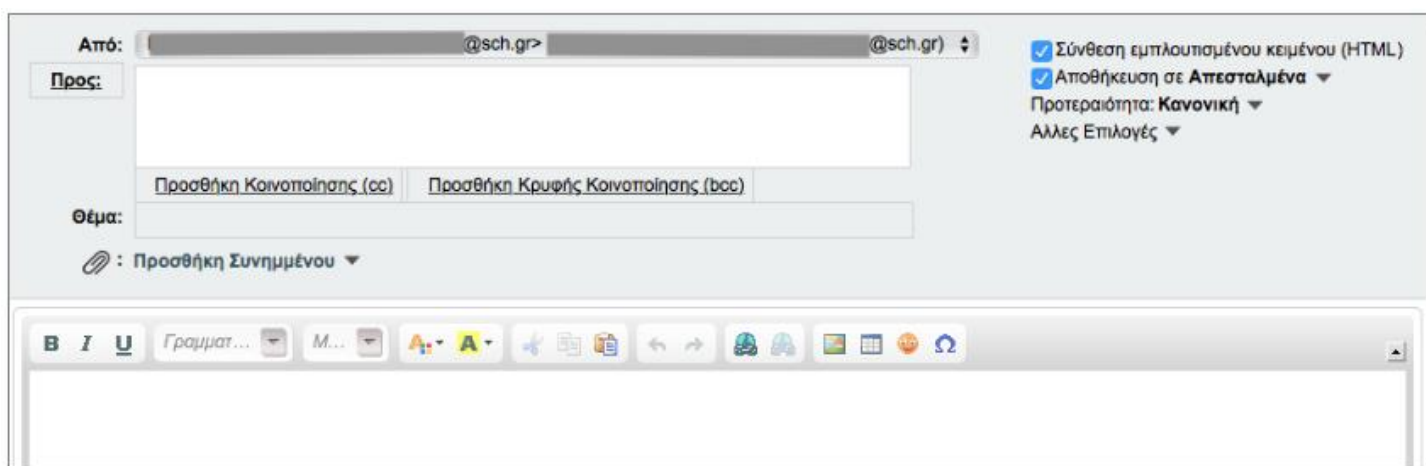 Από: @sch.gr> @sch.gr)
Προς:
Προσθήκη Κοινοποίησης (cc) Προσθήκη Κρυφής Κοινοποίησης (bcc)
Θέμα:
: Προσθήκη Συνημμένου
Σύνθεση εμπλουτισμένου κειμένου (HTML)
Αποθήκευση σε Απεσταλμένα
Προτεραιότητα: Κανονική
Αλλες Επιλογές
B I U Γραμματ... Μ... A A Ω